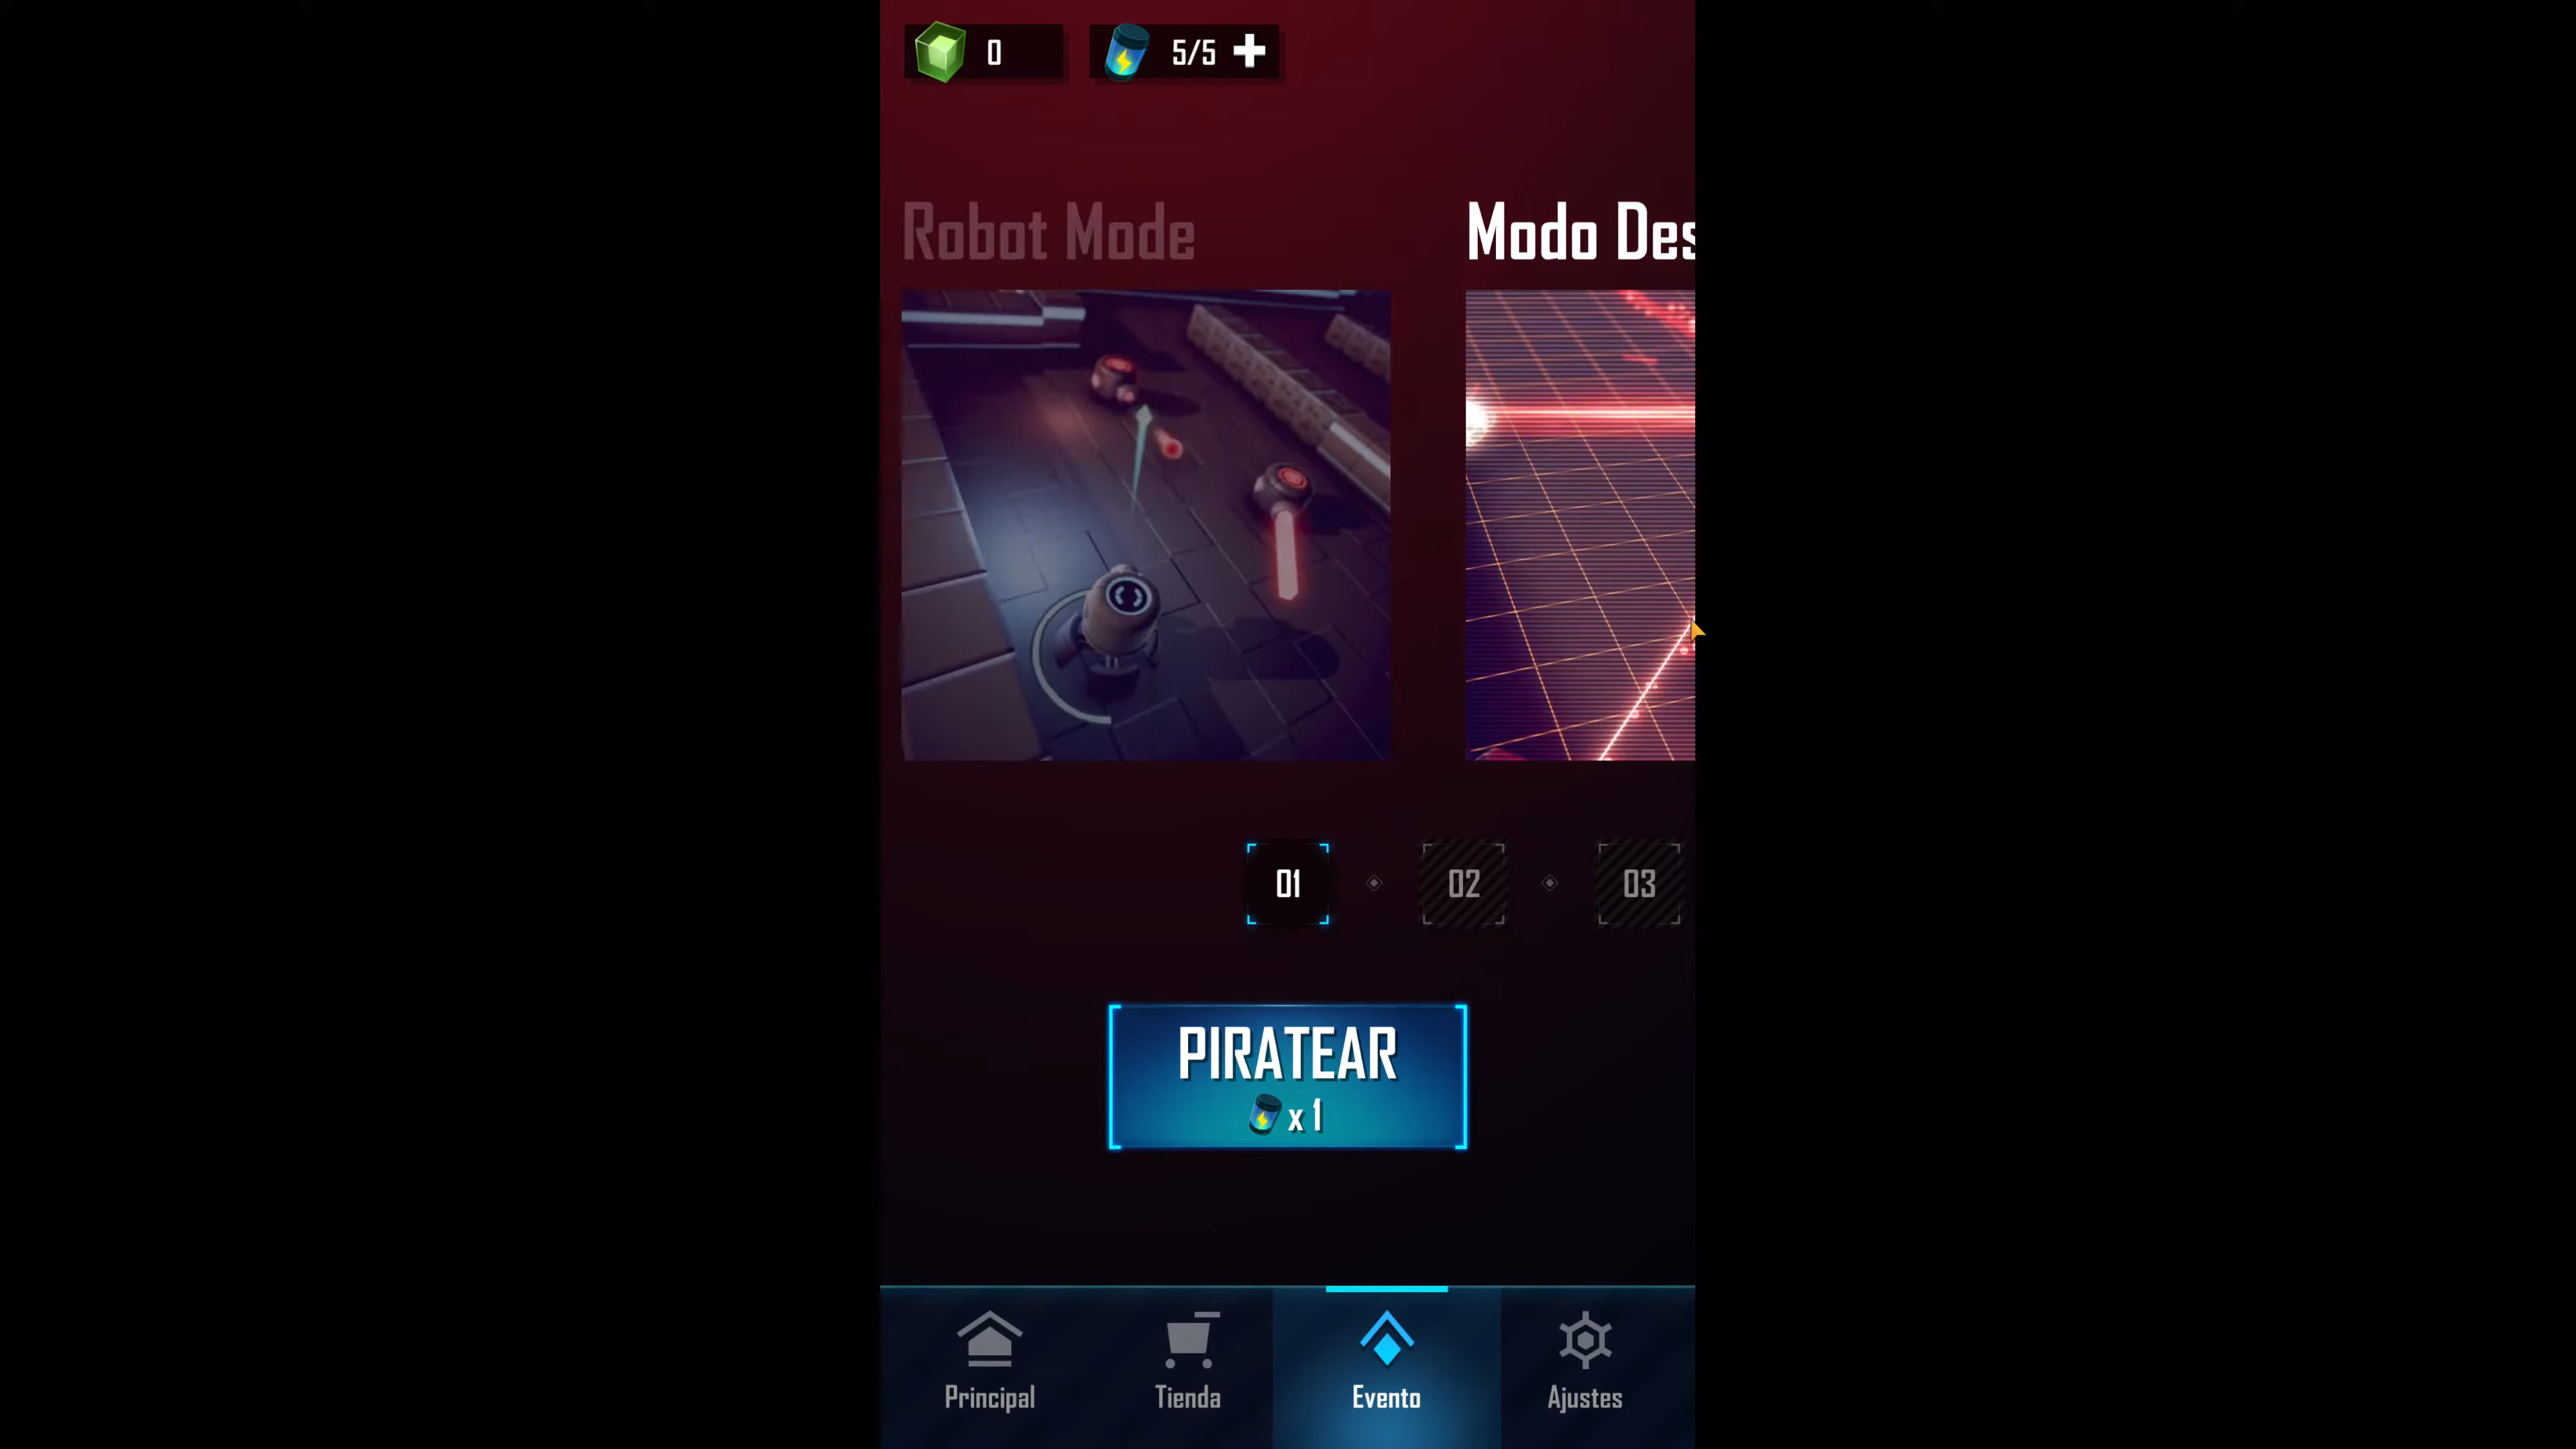 0
5/5
Robot Mode
Modo Des
01
02
03
PIRATEAR
x 1
Principal
Tienda
Evento
Ajustes